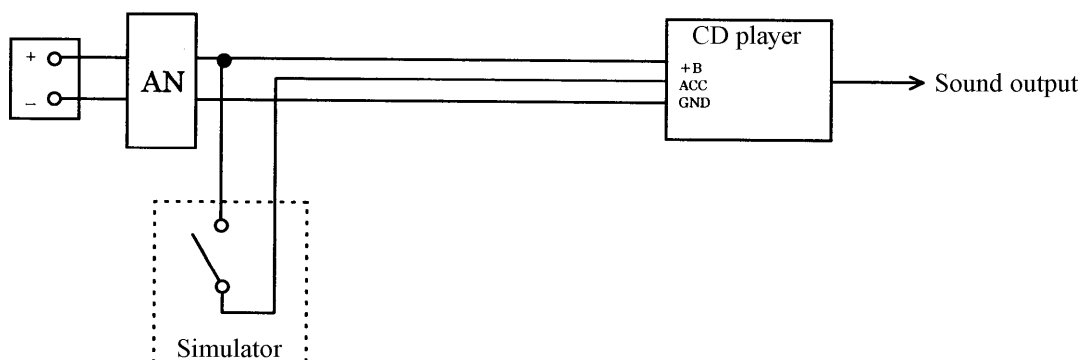 +
−
AN
CD player
+B
ACC
GND
Sound output
Simulator